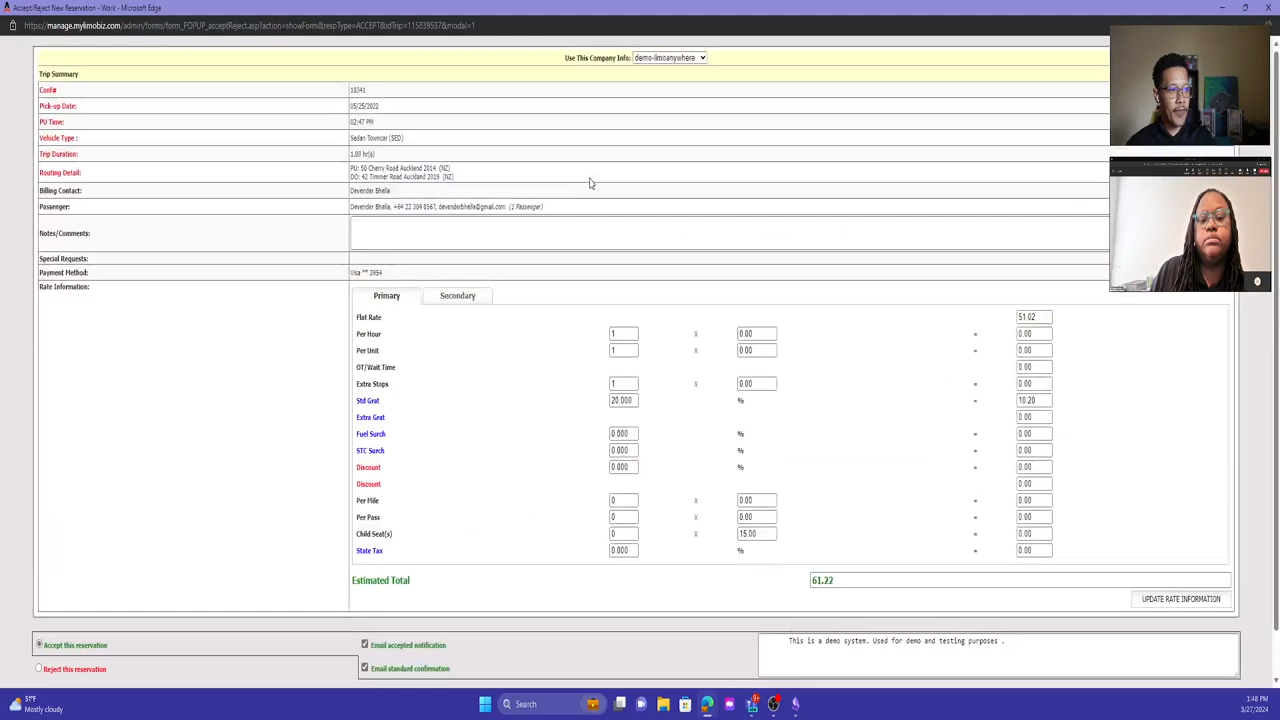 Accept/Reject New Reservation - Work - Microsoft Edge
https://manage.mylimobiz.com/admin/forms/form_POPUP_acceptReject.asp?action=showForm&respType=ACCEPT&idTrip=115839537&modal=1
Use This Company Info: demo-limoanywhere
Trip Summary
Conf# 19341
Pick-up Date: 05/25/2022
PU Time: 02:47 PM
Vehicle Type : Sedan Towncar (SED)
Trip Duration: 1.00 hr(s)
Routing Detail: PU: 50 Cherry Road Auckland 2014 (NZ)
DO: 42 Timmer Road Auckland 2019 (NZ)
Billing Contact: Devender Bhella
Passenger: Devender Bhella, +64 22 304 0567, devenderbhella@gmail.com (1 Passenger)
Notes/Comments:
Special Requests:
Payment Method: Visa ** 3954
Rate Information:
Primary Secondary
Flat Rate 51.02
Per Hour 1 X 0.00 = 0.00
Per Unit 1 X 0.00 = 0.00
OT/Wait Time = 0.00
Extra Stops 1 X 0.00 = 0.00
Std Grat 20.000 % = 10.20
Extra Grat 0.00
Fuel Surch 0.000 % = 0.00
STC Surch 0.000 % = 0.00
Discount 0.000 % = 0.00
Discount = 0.00
Per Mile 0 X 0.00 = 0.00
Per Pass 0 X 0.00 = 0.00
Child Seat(s) 0 X 15.00 = 0.00
State Tax 0.000 % = 0.00
Estimated Total 61.22
UPDATE RATE INFORMATION
Accept this reservation Email accepted notification This is a demo system. Used for demo and testing purposes .
Reject this reservation Email standard confirmation
51°F
Mostly cloudy
Search
9+
1:48 PM
3/27/2024